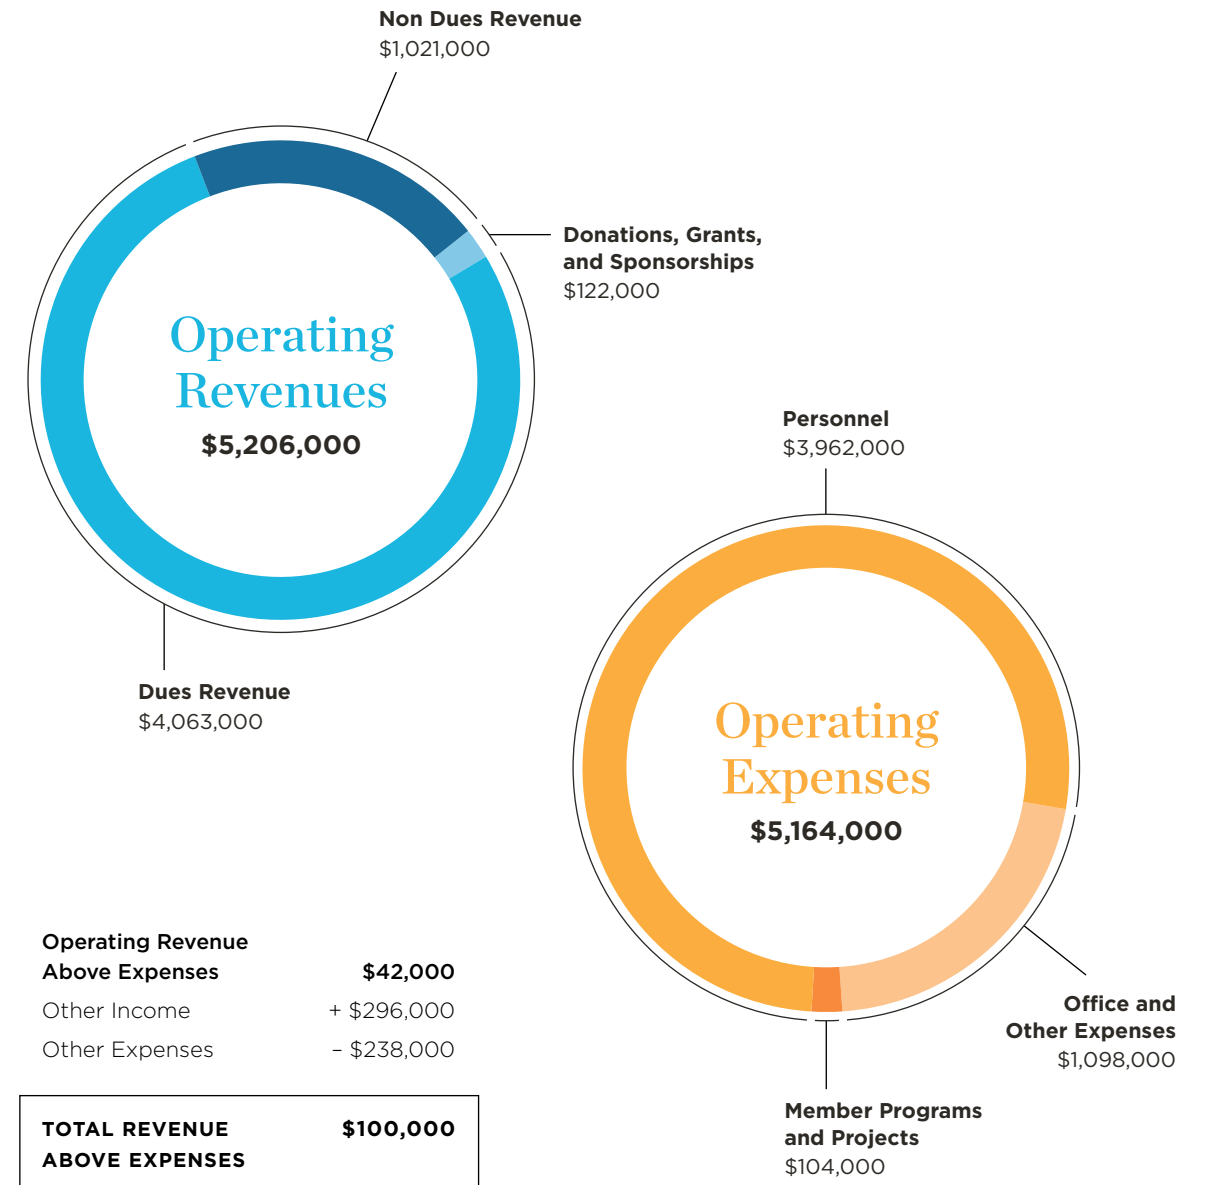 Non Dues Revenue
$1,021,000
Donations, Grants,
and Sponsorships
$122,000
Operating
Revenues
$5,206,000
Dues Revenue
$4,063,000
Personnel
$3,962,000
Operating
Expenses
$5,164,000
Office and
Other Expenses
$1,098,000
Member Programs
and Projects
$104,000
Operating Revenue
Above Expenses $42,000
Other Income + $296,000
Other Expenses – $238,000
TOTAL REVENUE $100,000
ABOVE EXPENSES